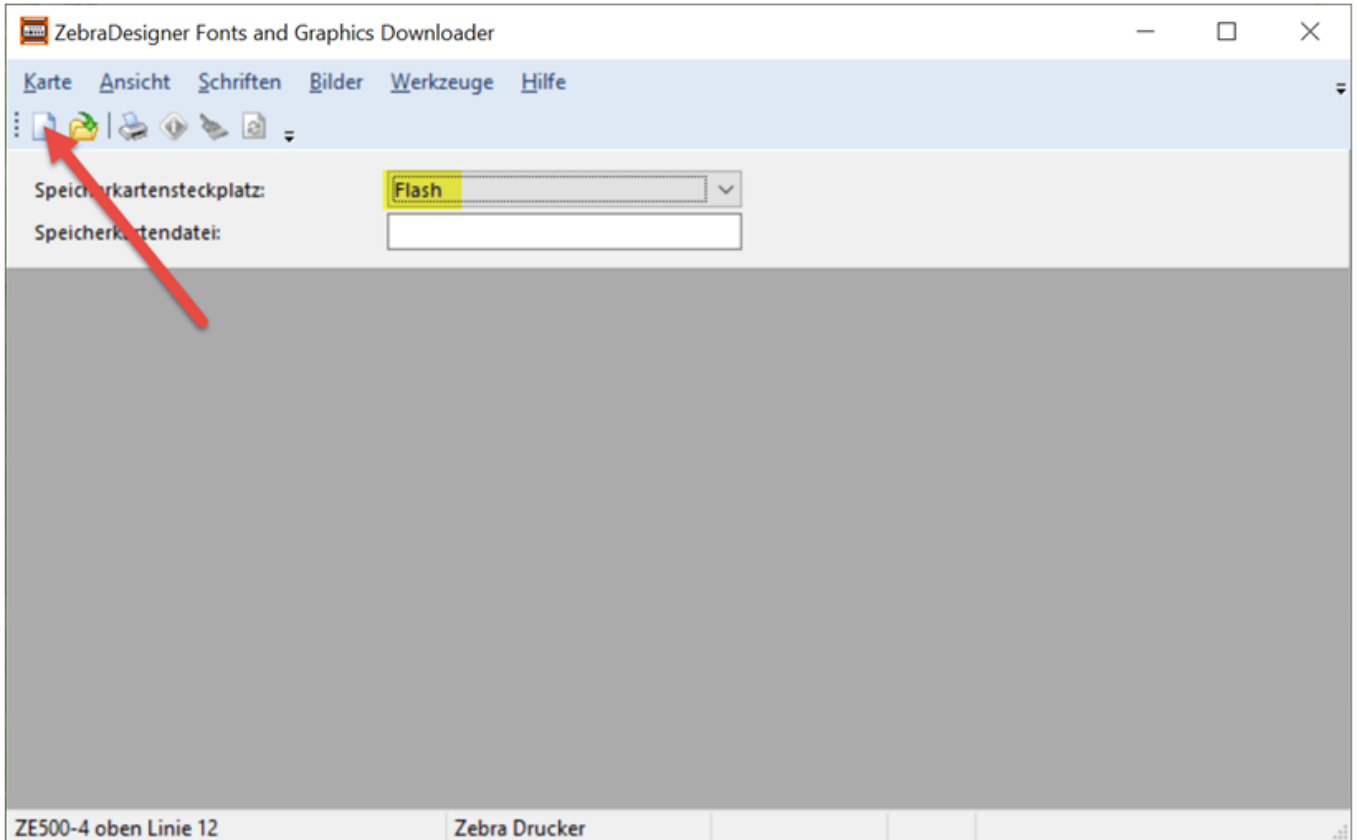 ZebraDesigner Fonts and Graphics Downloader
Karte Ansicht Schriften Bilder Werkzeuge Hilfe
Speicherkartensteckplatz: Flash
Speicherkartendatei:
ZE500-4 oben Linie 12 Zebra Drucker